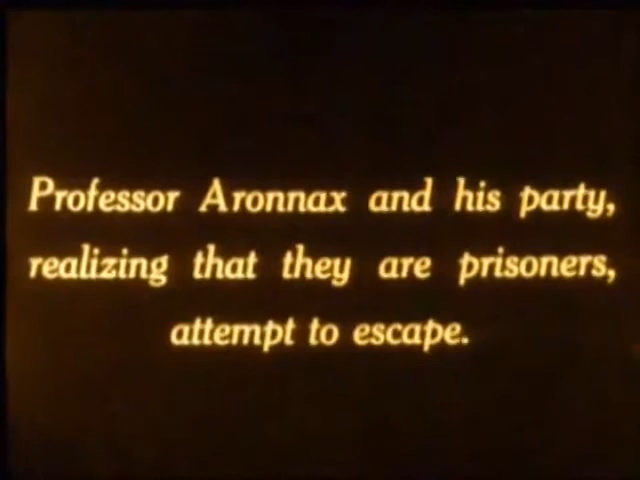 Professor Aronnax and his party,
realizing that they are prisoners,
attempt to escape.